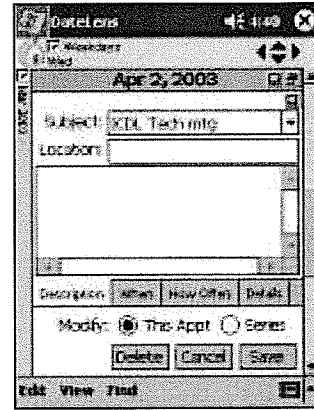 DateLens 1:49
Apr 2, 2003
Subject: XDL Tech mtg
Location:
Description When How Often Details
Modify: This Appt Series
Delete Cancel Save
Edit View Find